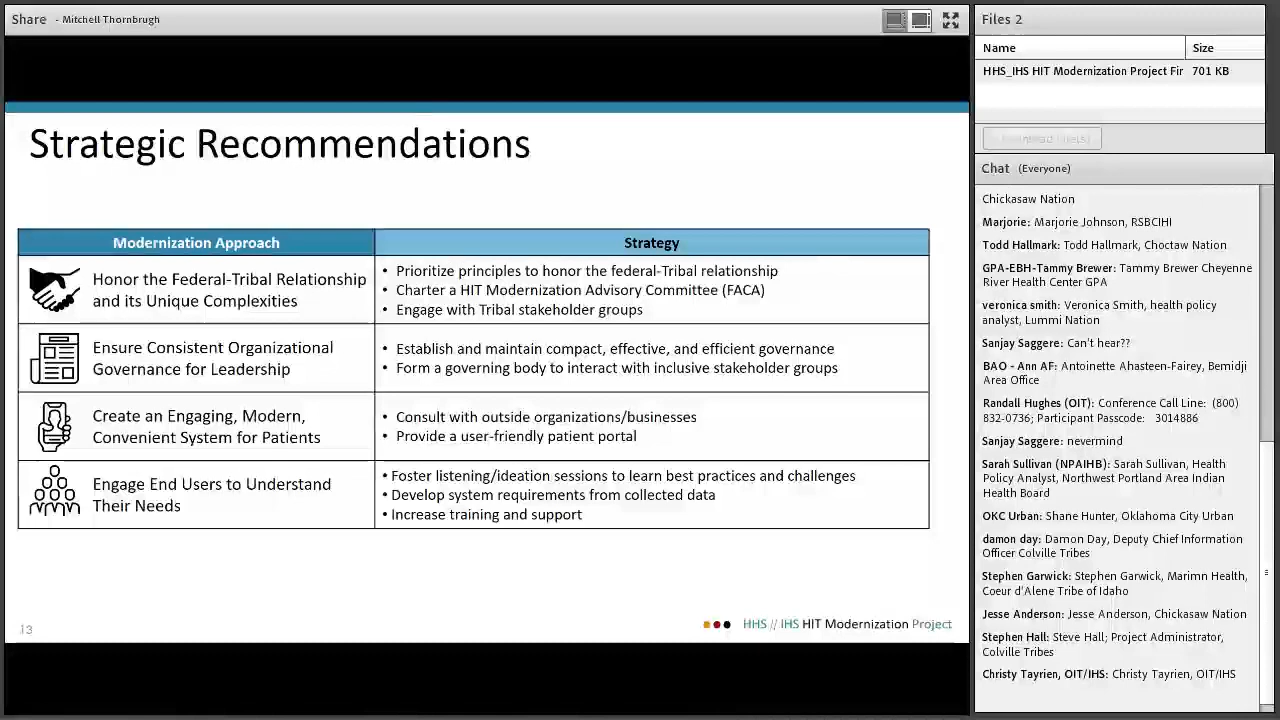 Share - Mitchell Thornbrugh
Strategic Recommendations
Modernization Approach
Strategy
Honor the Federal-Tribal Relationship
and its Unique Complexities
• Prioritize principles to honor the federal-Tribal relationship
• Charter a HIT Modernization Advisory Committee (FACA)
• Engage with Tribal stakeholder groups
Ensure Consistent Organizational
Governance for Leadership
• Establish and maintain compact, effective, and efficient governance
• Form a governing body to interact with inclusive stakeholder groups
Create an Engaging, Modern,
Convenient System for Patients
• Consult with outside organizations/businesses
• Provide a user-friendly patient portal
Engage End Users to Understand
Their Needs
• Foster listening/ideation sessions to learn best practices and challenges
• Develop system requirements from collected data
• Increase training and support
13
HHS // IHS HIT Modernization Project
Files 2
Name Size
HHS_IHS HIT Modernization Project Fir 701 KB
Chat (Everyone)
Chickasaw Nation
Marjorie: Marjorie Johnson, RSBCIHI
Todd Hallmark: Todd Hallmark, Choctaw Nation
GPA-EBH-Tammy Brewer: Tammy Brewer Cheyenne
River Health Center GPA
veronica smith: Veronica Smith, health policy
analyst, Lummi Nation
Sanjay Saggere: Can't hear??
BAO - Ann AF: Antoinette Ahasteen-Fairey, Bemidji
Area Office
Randall Hughes (OIT): Conference Call Line: (800)
832-0736; Participant Passcode: 3014886
Sanjay Saggere: nevermind
Sarah Sullivan (NPAIHB): Sarah Sullivan, Health
Policy Analyst, Northwest Portland Area Indian
Health Board
OKC Urban: Shane Hunter, Oklahoma City Urban
damon day: Damon Day, Deputy Chief Information
Officer Colville Tribes
Stephen Garwick: Stephen Garwick, Marimn Health,
Coeur d'Alene Tribe of Idaho
Jesse Anderson: Jesse Anderson, Chickasaw Nation
Stephen Hall: Steve Hall; Project Administrator,
Colville Tribes
Christy Tayrien, OIT/IHS: Christy Tayrien, OIT/IHS